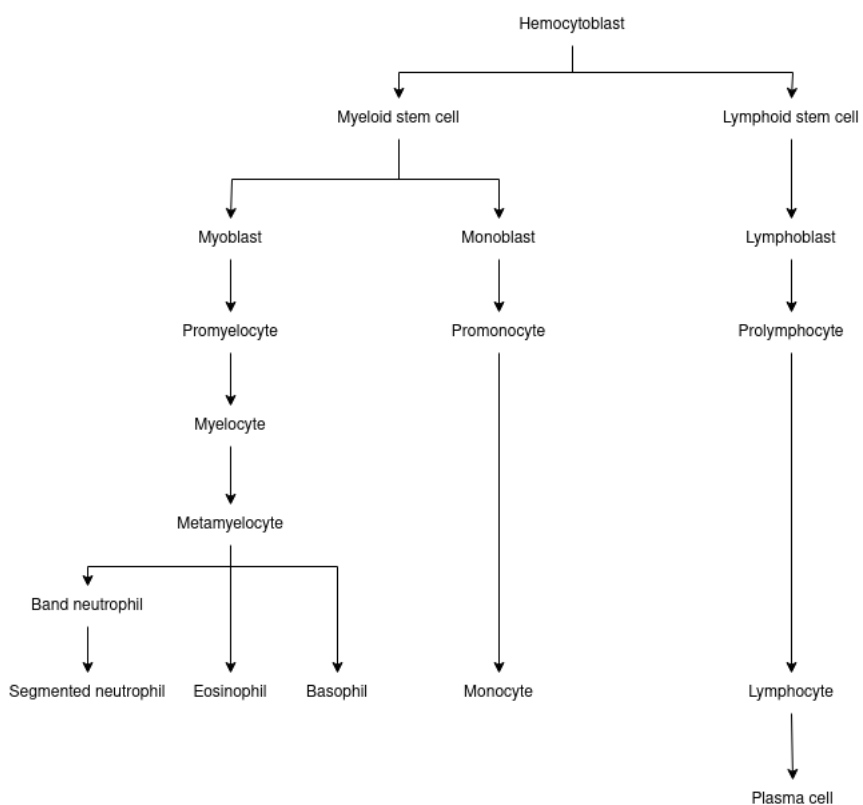 Hemocytoblast
Myeloid stem cell
Lymphoid stem cell
Myoblast
Monoblast
Lymphoblast
Promyelocyte
Promonocyte
Prolymphocyte
Myelocyte
Metamyelocyte
Band neutrophil
Segmented neutrophil
Eosinophil
Basophil
Monocyte
Lymphocyte
Plasma cell